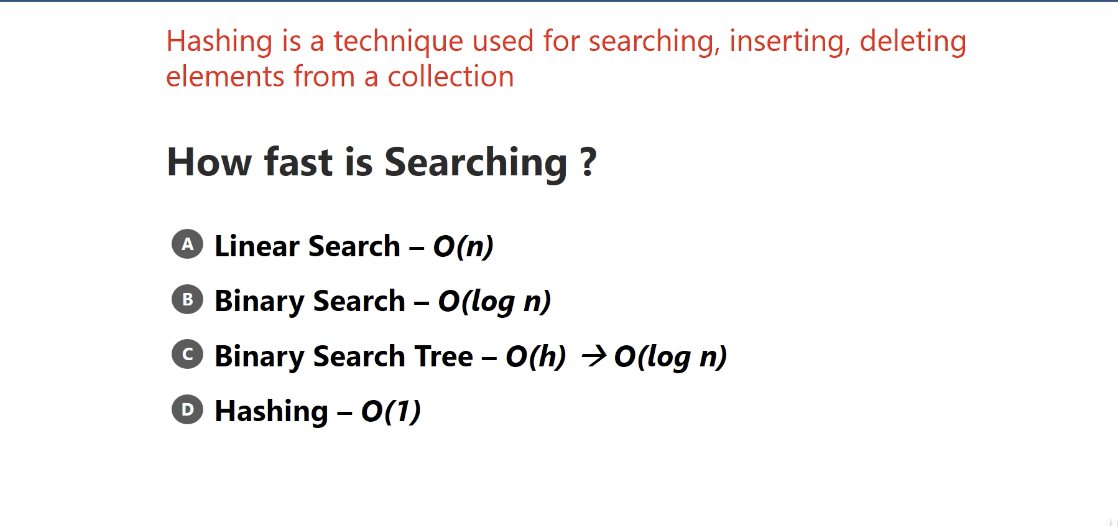 Hashing is a technique used for searching, inserting, deleting
elements from a collection
How fast is Searching ?
A Linear Search – O(n)
B Binary Search – O(log n)
C Binary Search Tree – O(h) → O(log n)
D Hashing – O(1)